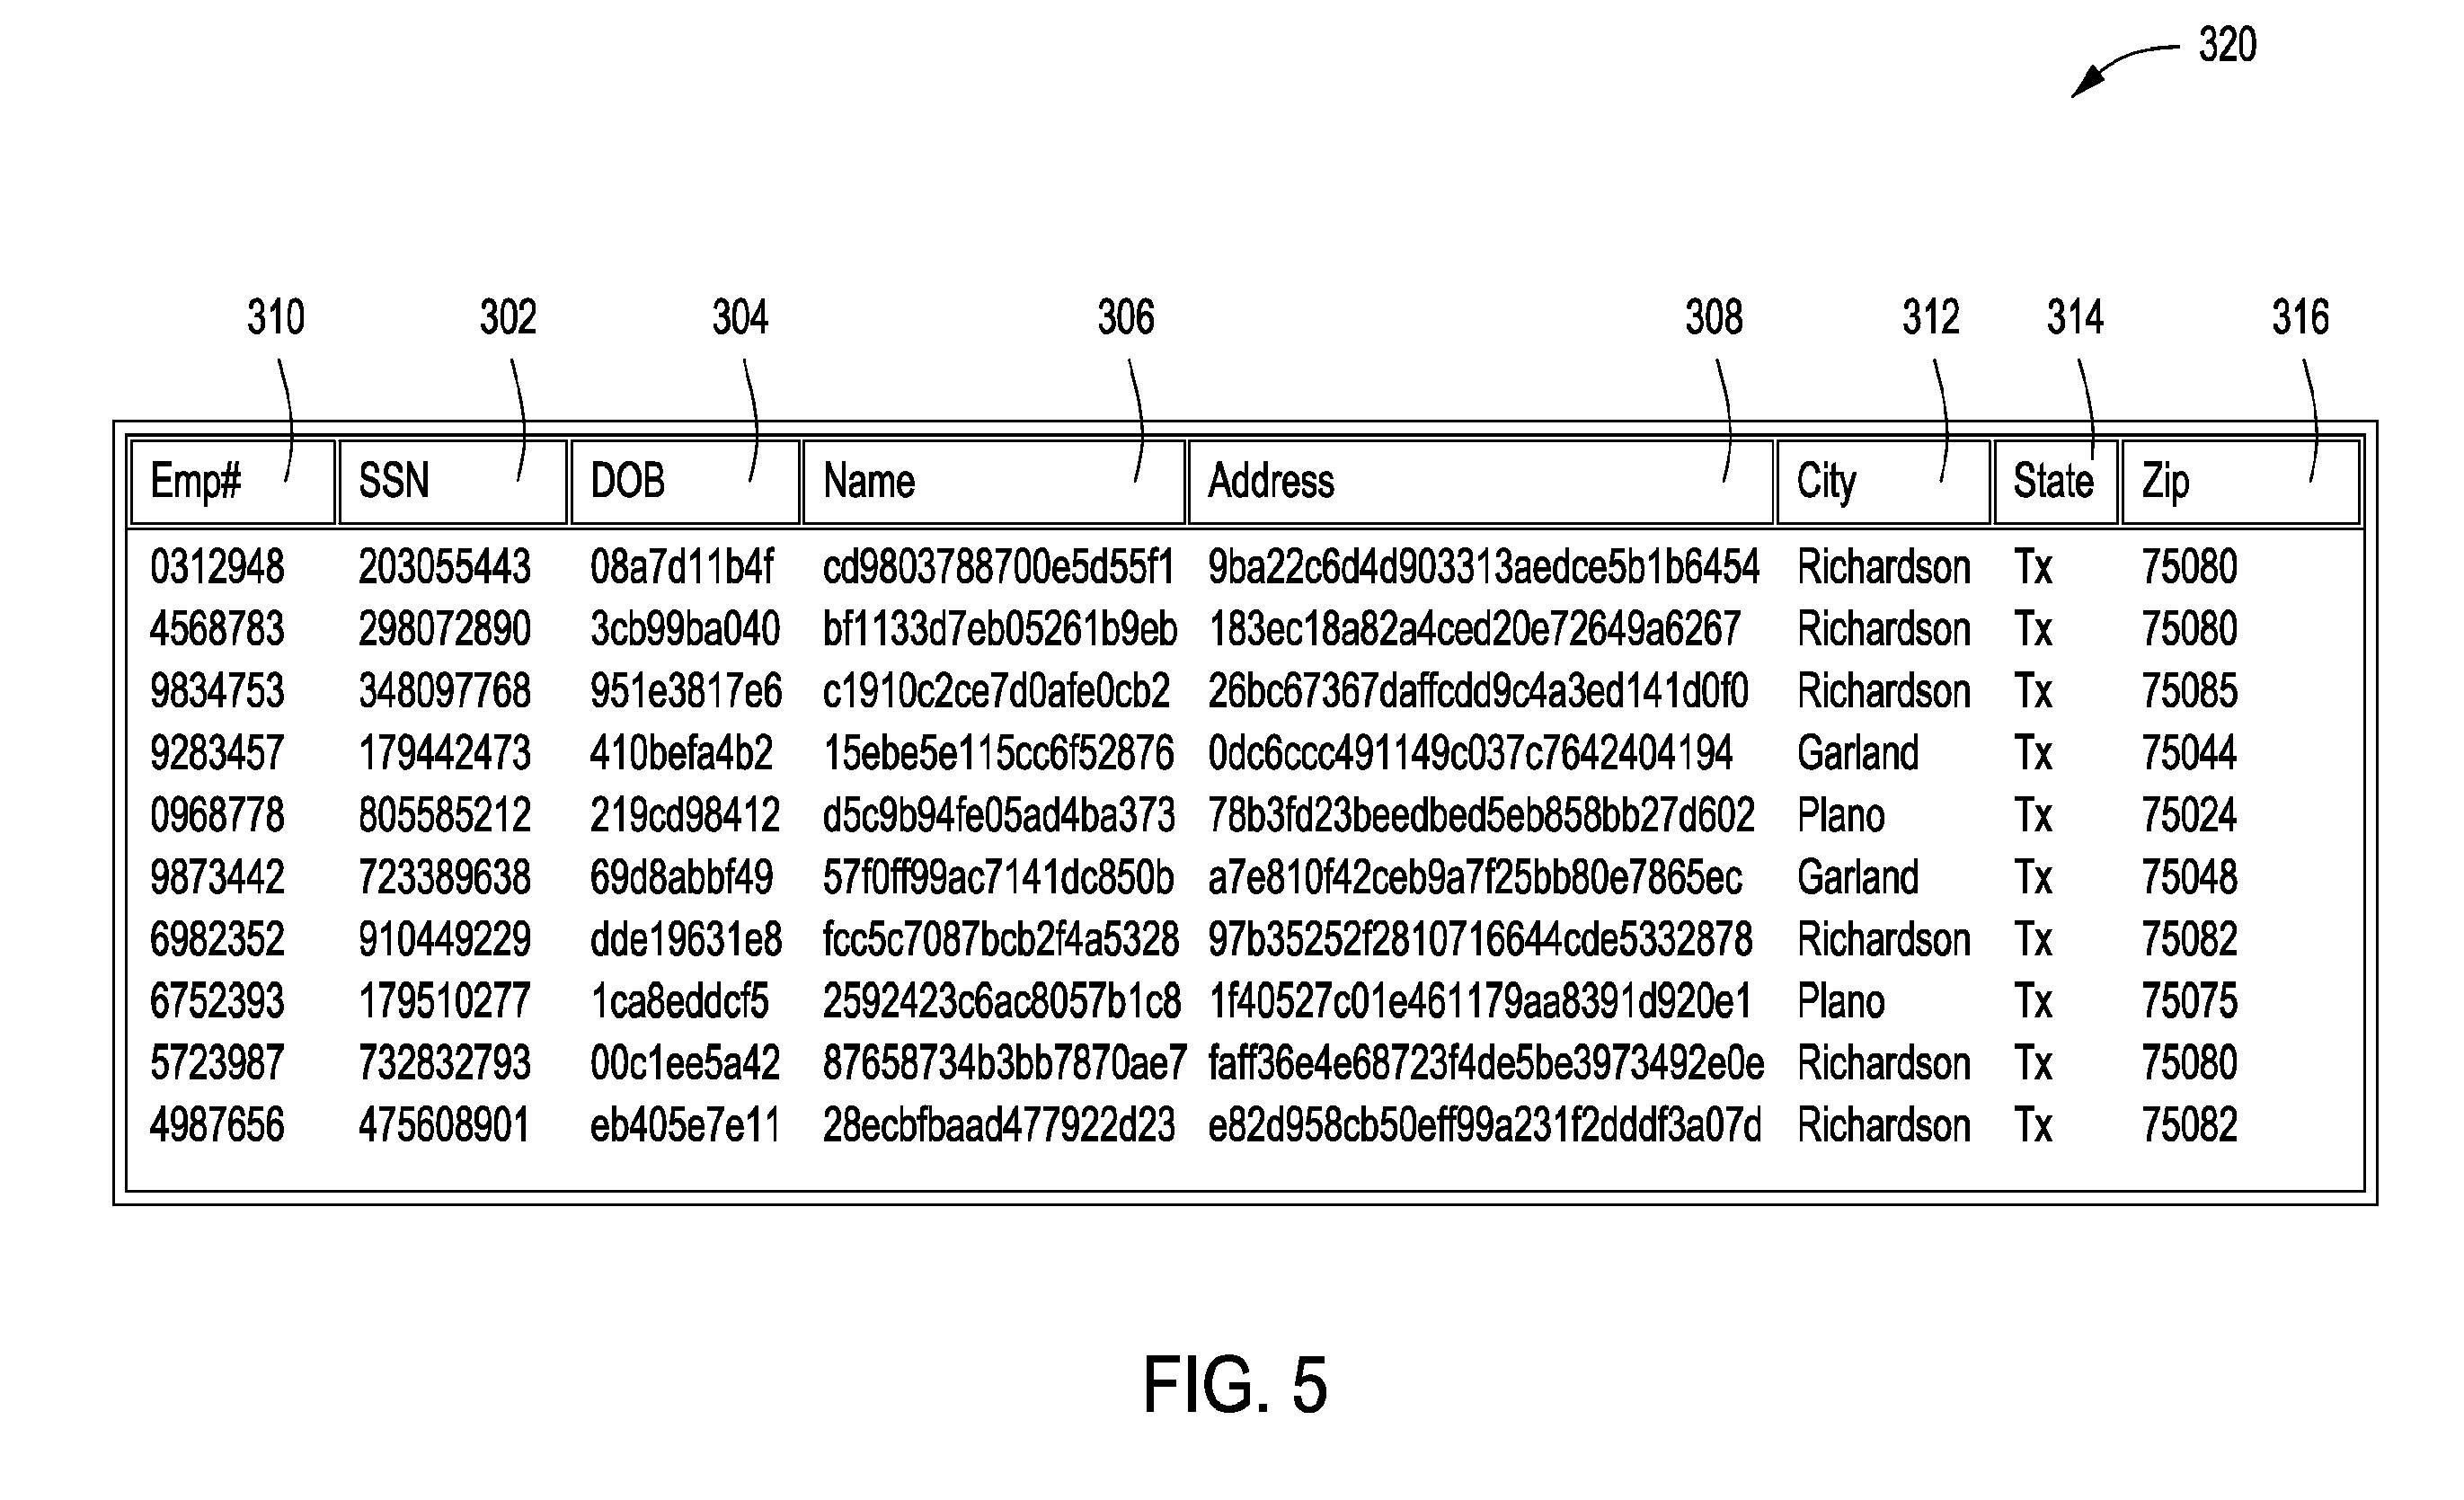 320
310 302 304 306 308 312 314 316
Emp# SSN DOB Name Address City State Zip
0312948 203055443 08a7d11b4f cd9803788700e5d55f1 9ba22c6d4d903313aedce5b1b6454 Richardson Tx 75080
4568783 298072890 3cb99ba040 bf1133d7eb05261b9eb 183ec18a82a4ced20e72649a6267 Richardson Tx 75080
9834753 348097768 951e3817e6 c1910c2ce7d0afe0cb2 26bc67367daffcdd9c4a3ed141d0f0 Richardson Tx 75085
9283457 179442473 410befa4b2 15ebe5e115cc6f52876 0dc6ccc491149c037c7642404194 Garland Tx 75044
0968778 805585212 219cd98412 d5c9b94fe05ad4ba373 78b3fd23beedbed5eb858bb27d602 Plano Tx 75024
9873442 723389638 69d8abbf49 57f0ff99ac7141dc850b a7e810f42ceb9a7f25bb80e7865ec Garland Tx 75048
6982352 910449229 dde19631e8 fcc5c7087bcb2f4a5328 97b35252f2810716644cde5332878 Richardson Tx 75082
6752393 179510277 1ca8eddcf5 2592423c6ac8057b1c8 1f40527c01e461179aa8391d920e1 Plano Tx 75075
5723987 732832793 00c1ee5a42 87658734b3bb7870ae7 faff36e4e68723f4de5be3973492e0e Richardson Tx 75080
4987656 475608901 eb405e7e11 28ecbfbaad477922d23 e82d958cb50eff99a231f2dddf3a07d Richardson Tx 75082
FIG. 5